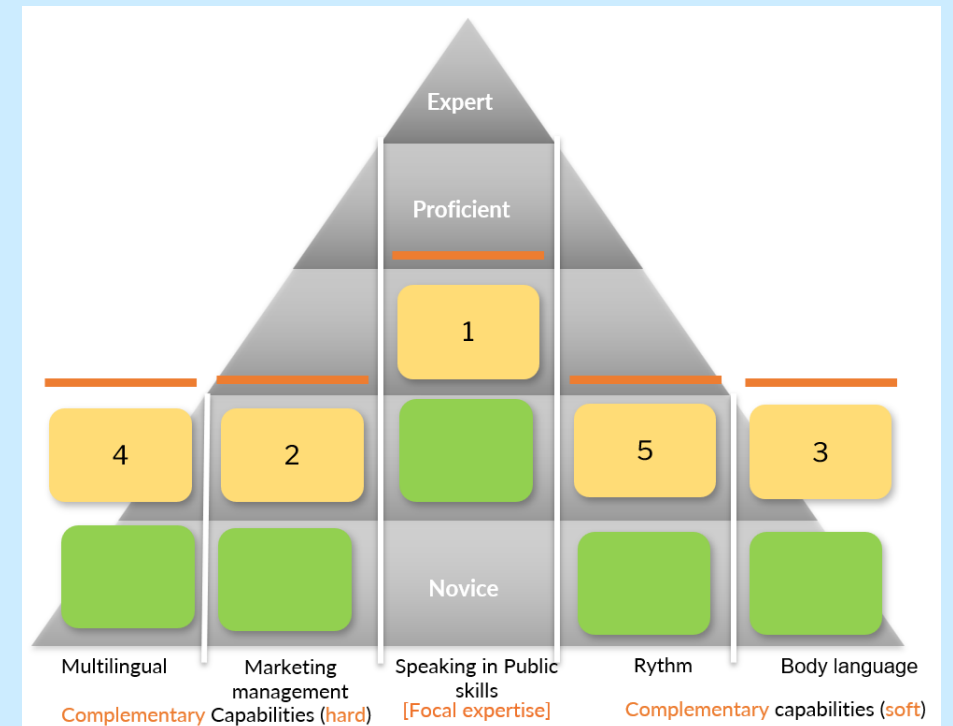 Expert
Proficient
1
4
2
5
3
Novice
Multilingual
Marketing
management
Speaking in Public
skills
Rythm
Body language
Complementary Capabilities (hard)
[Focal expertise]
Complementary capabilities (soft)